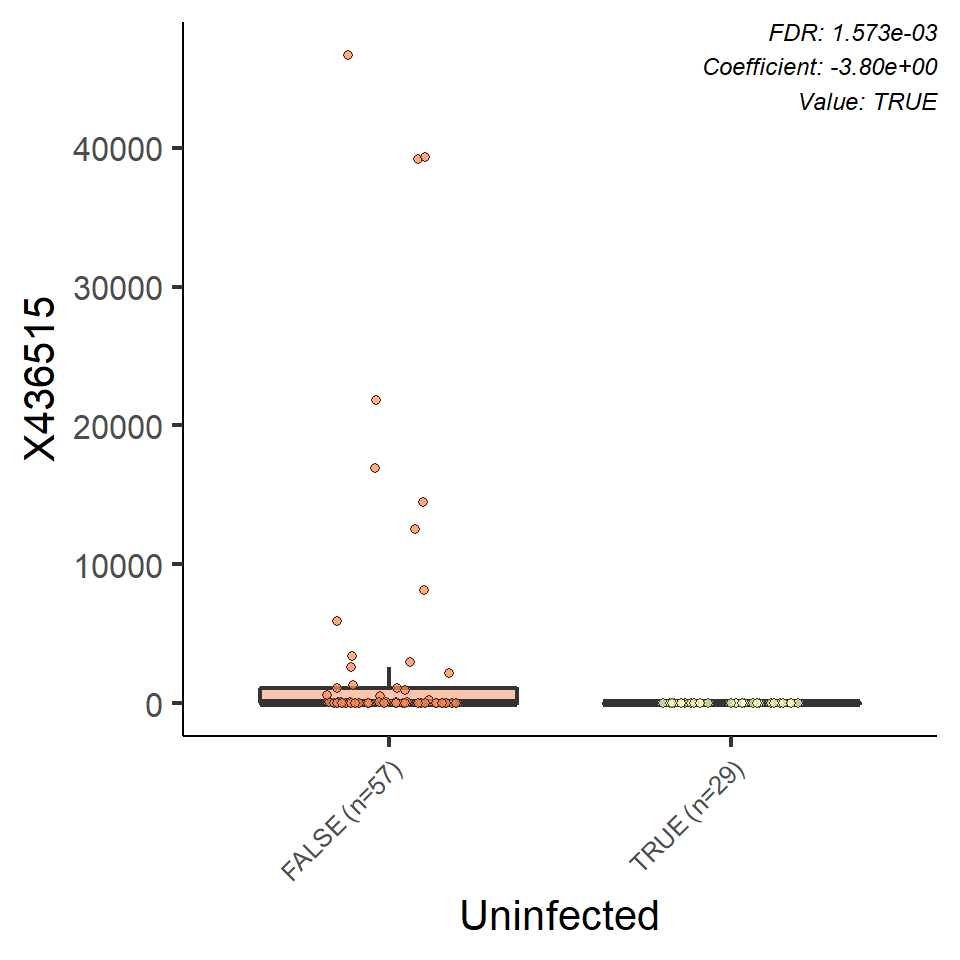 FDR: 1.573e-03
Coefficient: -3.80e+00
Value: TRUE
X436515
40000
30000
20000
10000
0
FALSE (n=57)
TRUE (n=29)
Uninfected